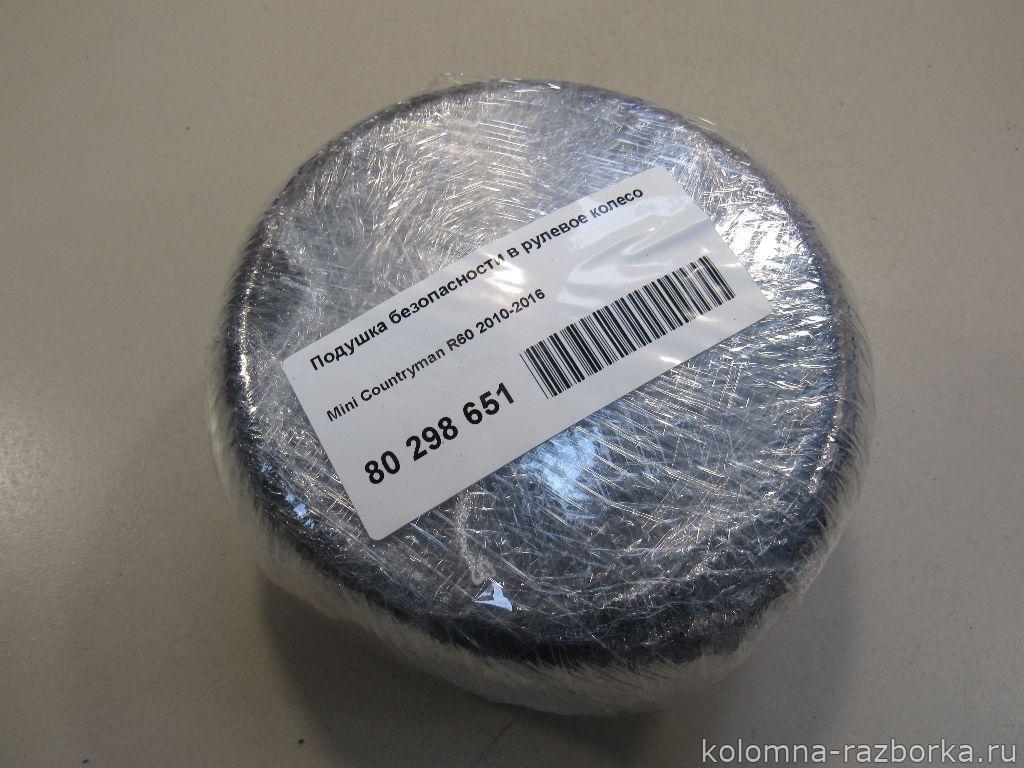 Подушка безопасности в рулевое колесо
Mini Countryman R60 2010-2016
80 298 651
kolomna-razborka.ru